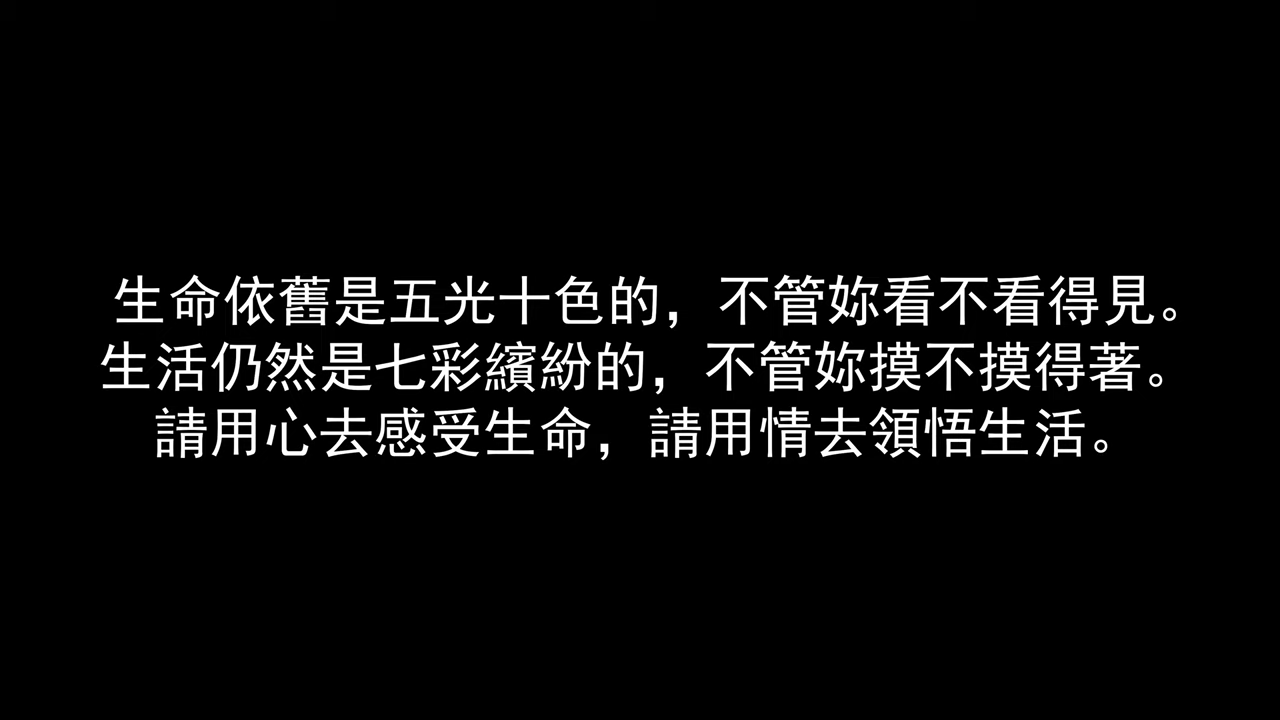 生命依舊是五光十色的，不管妳看不看得見。
生活仍然是七彩繽紛的，不管妳摸不摸得著。
請用心去感受生命，請用情去領悟生活。